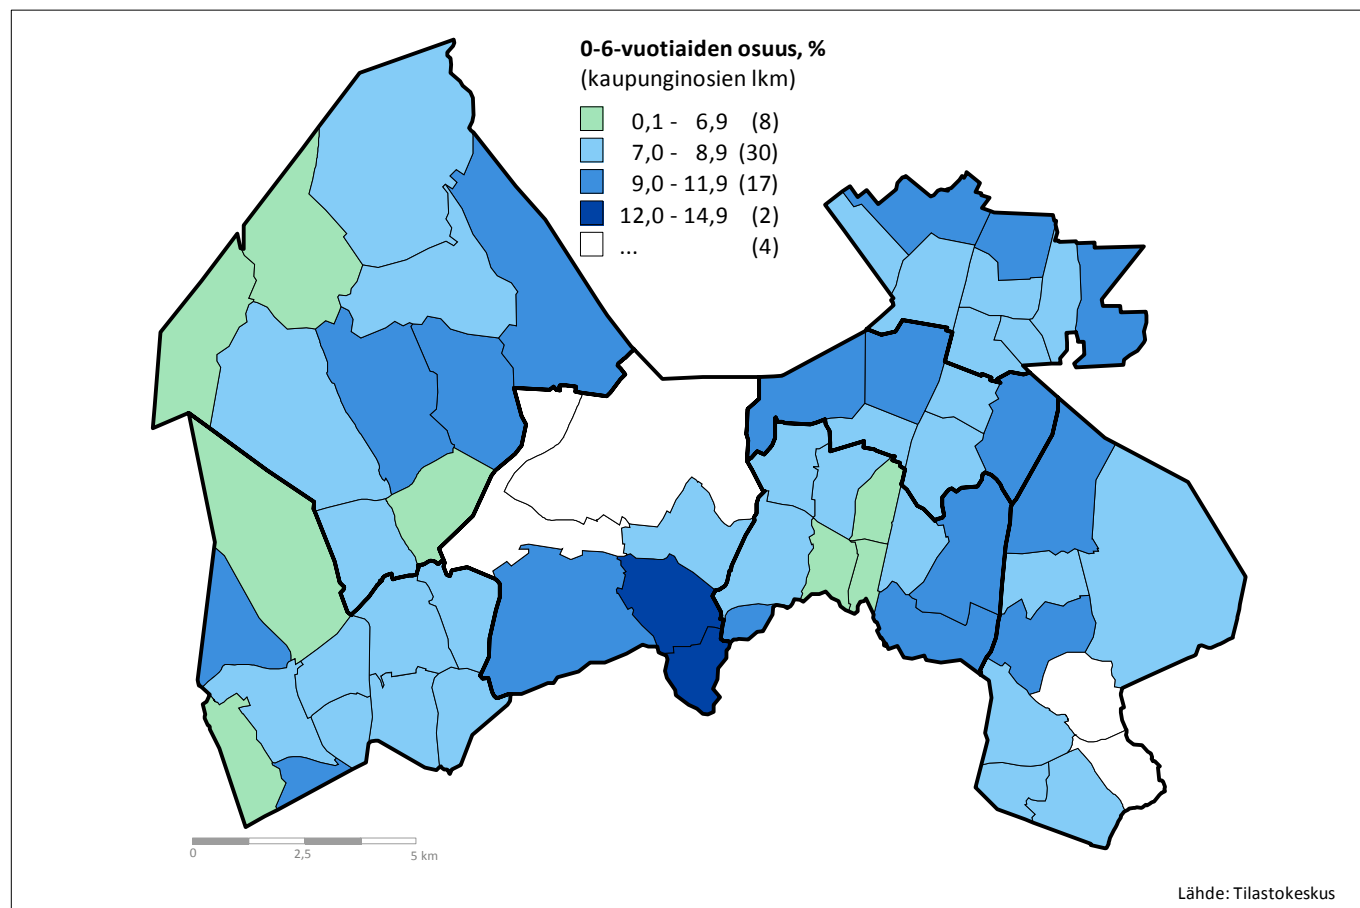 0-6-vuotiaiden osuus, %
(kaupunginosien lkm)
0,1 - 6,9 (8)
7,0 - 8,9 (30)
9,0 - 11,9 (17)
12,0 - 14,9 (2)
... (4)
0 2,5 5 km
Lähde: Tilastokeskus